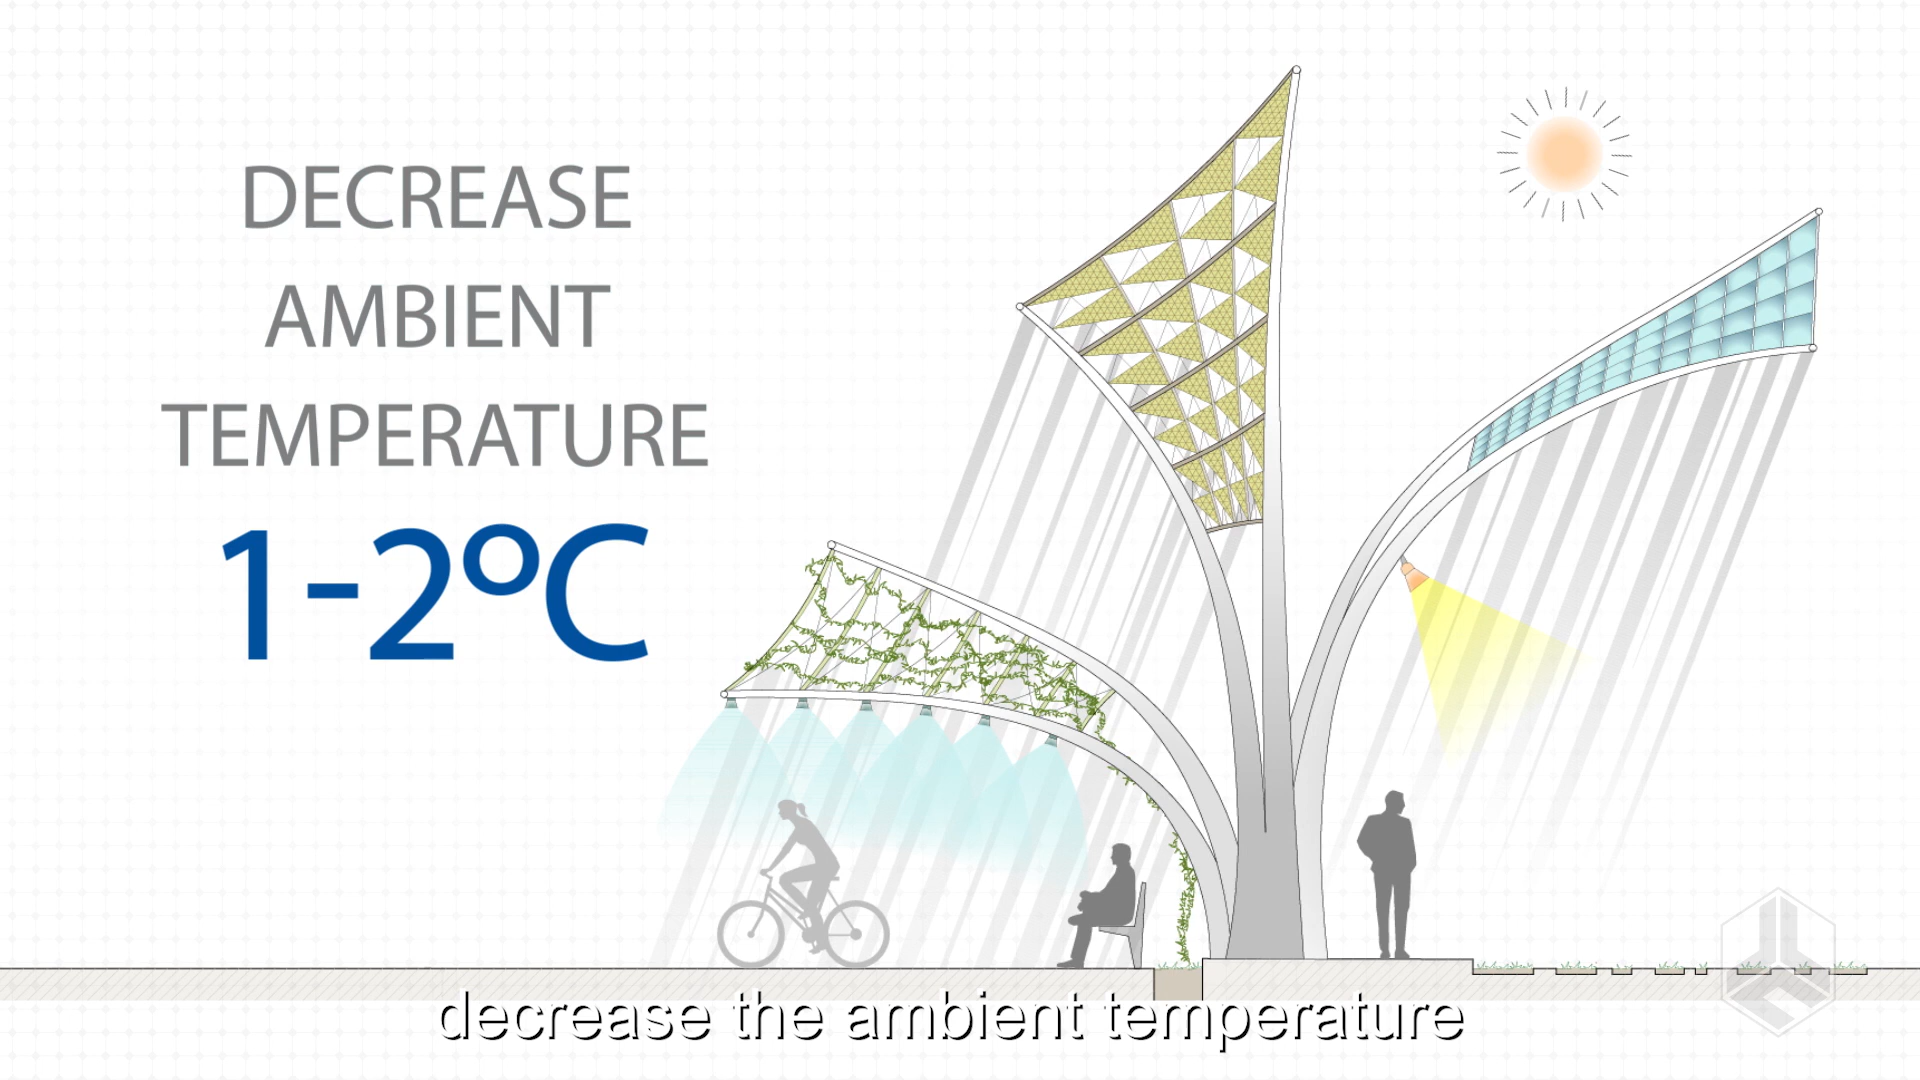 DECREASE
AMBIENT
TEMPERATURE
1-2ºC
decrease the ambient temperature